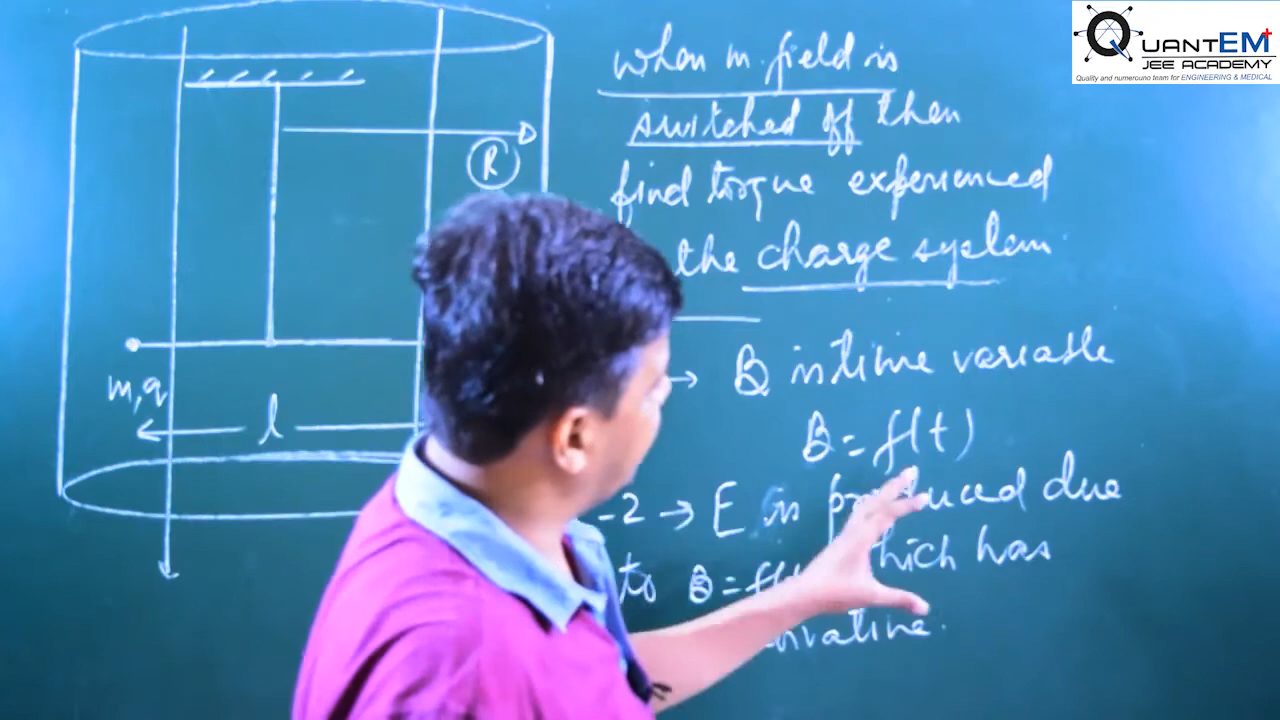 QUANTEM
JEE ACADEMY
Quality and numerouno team for ENGINEERING & MEDICAL
when m. field is
switched off then
find torque experienced
the charge system
R
m,q
l
→ B is time variable
B = f(t)
-2 → E is produced due
to B = which has